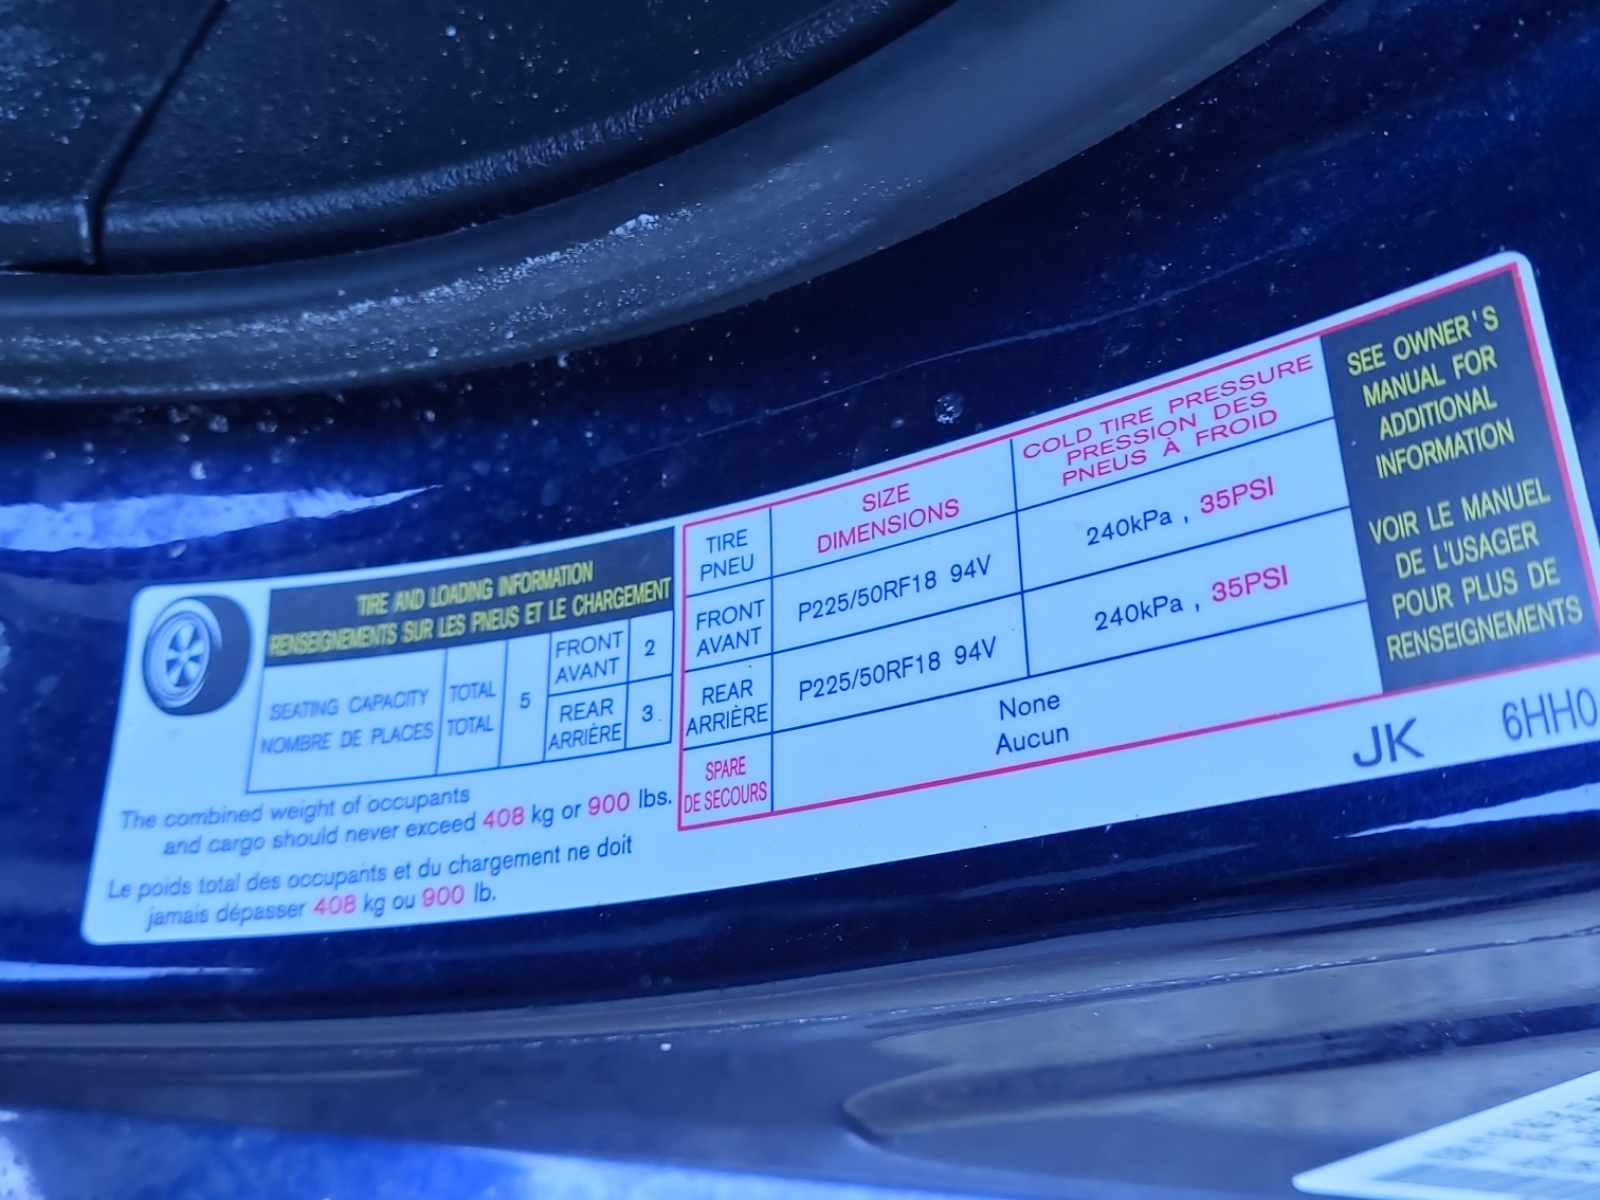 TIRE AND LOADING INFORMATION
RENSEIGNEMENTS SUR LES PNEUS ET LE CHARGEMENT
SEATING CAPACITY
NOMBRE DE PLACES
TOTAL
TOTAL
5
FRONT
AVANT
2
REAR
ARRIÈRE
3
The combined weight of occupants
and cargo should never exceed 408 kg or 900 lbs.
Le poids total des occupants et du chargement ne doit
jamais dépasser 408 kg ou 900 lb.
TIRE
PNEU
SIZE
DIMENSIONS
COLD TIRE PRESSURE
PRESSION DES
PNEUS À FROID
FRONT
AVANT
P225/50RF18 94V
240kPa , 35PSI
REAR
ARRIÈRE
P225/50RF18 94V
240kPa , 35PSI
SPARE
DE SECOURS
None
Aucun
SEE OWNER'S
MANUAL FOR
ADDITIONAL
INFORMATION
VOIR LE MANUEL
DE L'USAGER
POUR PLUS DE
RENSEIGNEMENTS
JK 6HH0